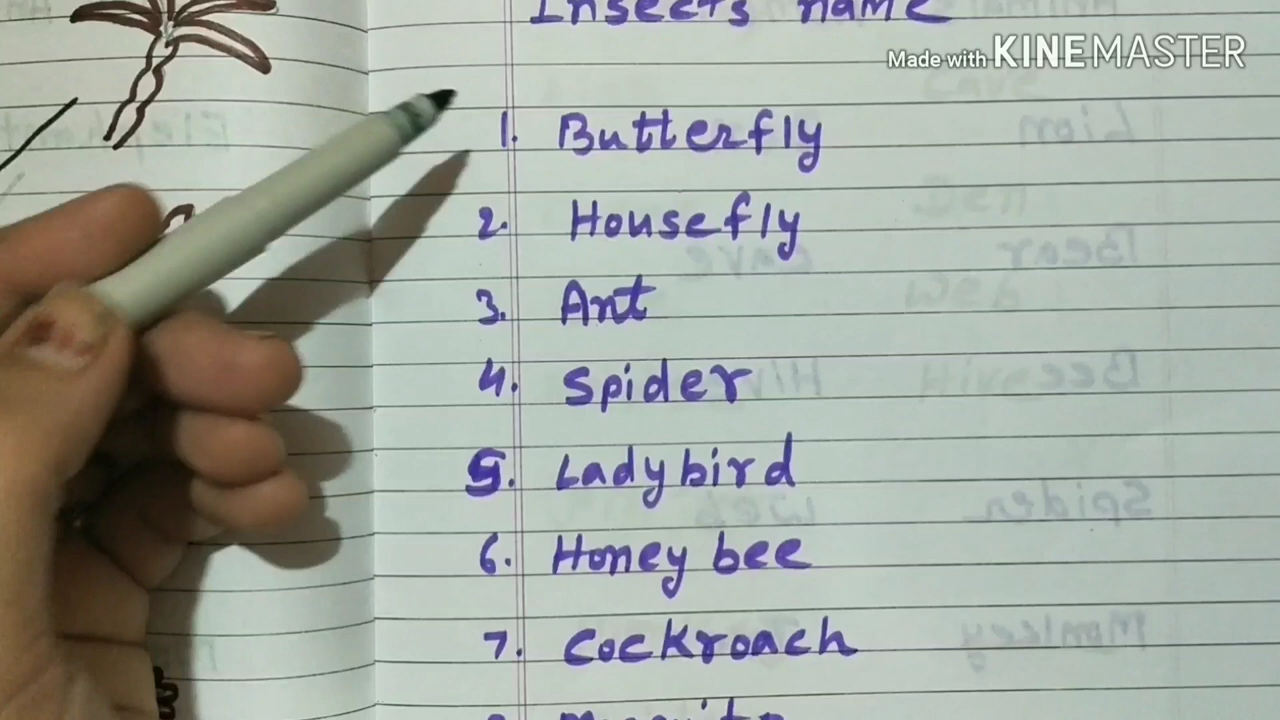 Insects name
Made with KINEMASTER
1. Butterfly
2. Housefly
3. Ant
4. Spider
5. Ladybird
6. Honey bee
7. Cockroach